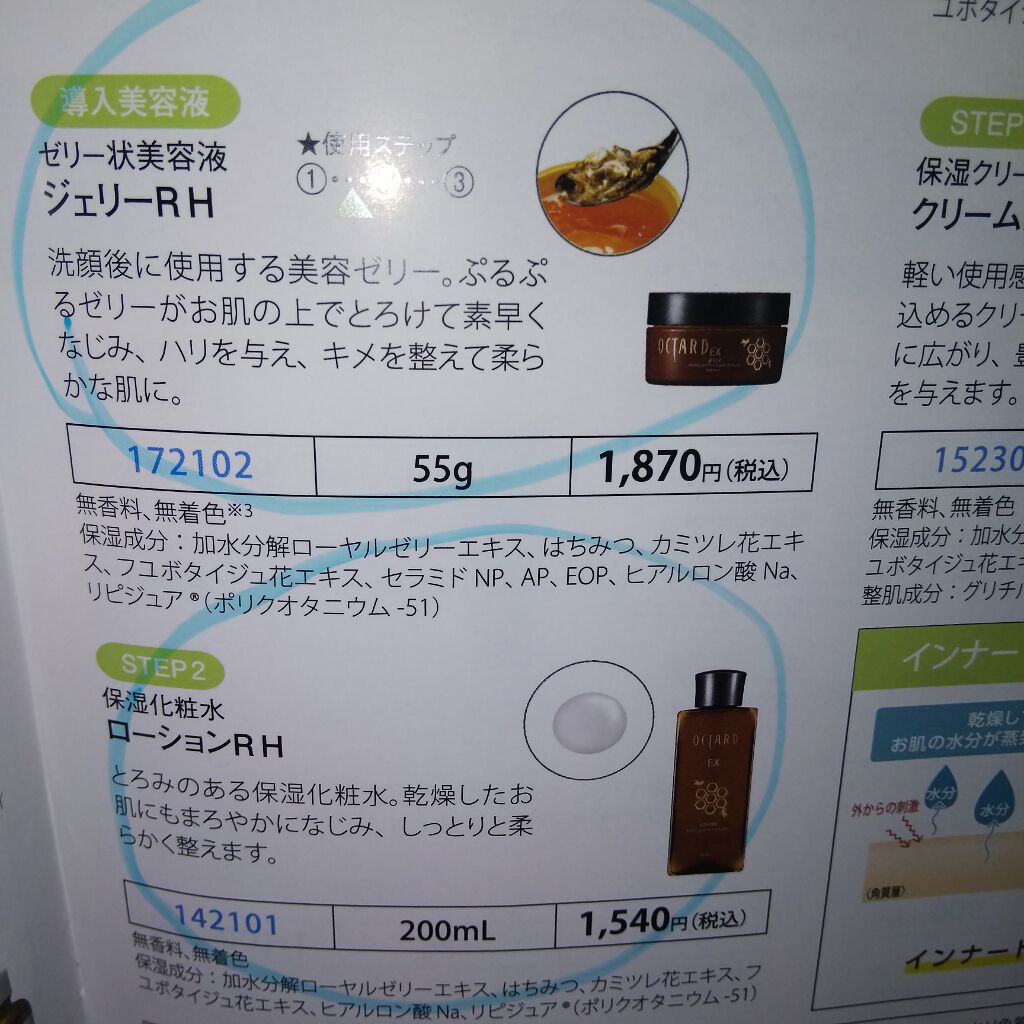 ユボタイ
導入美容液
ゼリー状美容液
ジェリーRH
★使用ステップ
①・・・③
洗顔後に使用する美容ゼリー。ぷるぷ
るゼリーがお肌の上でとろけて素早く
なじみ、ハリを与え、キメを整えて柔ら
かな肌に。
OCTARD EX
JELLY
172102 55g 1,870円(税込)
無香料、無着色※3
保湿成分：加水分解ローヤルゼリーエキス、はちみつ、カミツレ花エキ
ス、フユボタイジュ花エキス、セラミド NP、AP、EOP、ヒアルロン酸 Na、
リピジュア®（ポリクオタニウム -51）
STEP2
保湿化粧水
ローションRH
とろみのある保湿化粧水。乾燥したお
肌にもまろやかになじみ、しっとりと柔
らかく整えます。
OCTARD
EX
LOTION
142101 200mL 1,540円(税込)
無香料、無着色
保湿成分：加水分解ローヤルゼリーエキス、はちみつ、カミツレ花エキス、フ
ユボタイジュ花エキス、ヒアルロン酸 Na、リピジュア®（ポリクオタニウム -51）
STEP
保湿クリー
クリーム
軽い使用感
込めるクリー
に広がり、
を与えます。
15230
無香料、無着色
保湿成分：加水分
ユボタイジュ花エキ
整肌成分：グリチル
インナー
乾燥し
お肌の水分が蒸
水分
外からの刺激
水分
（角質層）
インナード